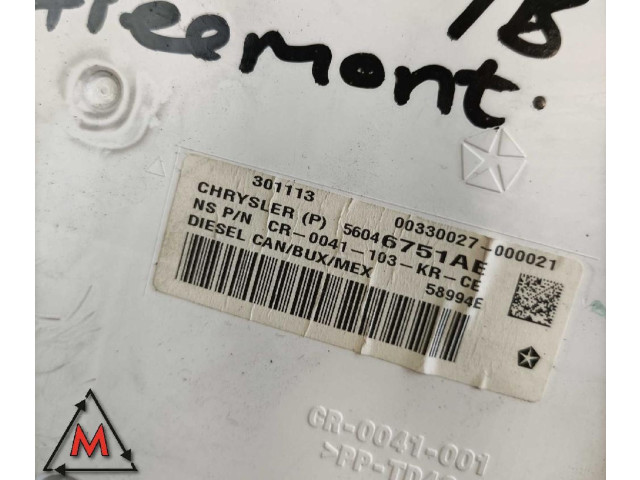 freemont.
301113
00330027-000021
CHRYSLER (P) 56046751AE
NS P/N CR-0041-103-KR-CE
DIESEL CAN/BUX/MEX
58994E
CR-0041-001
M